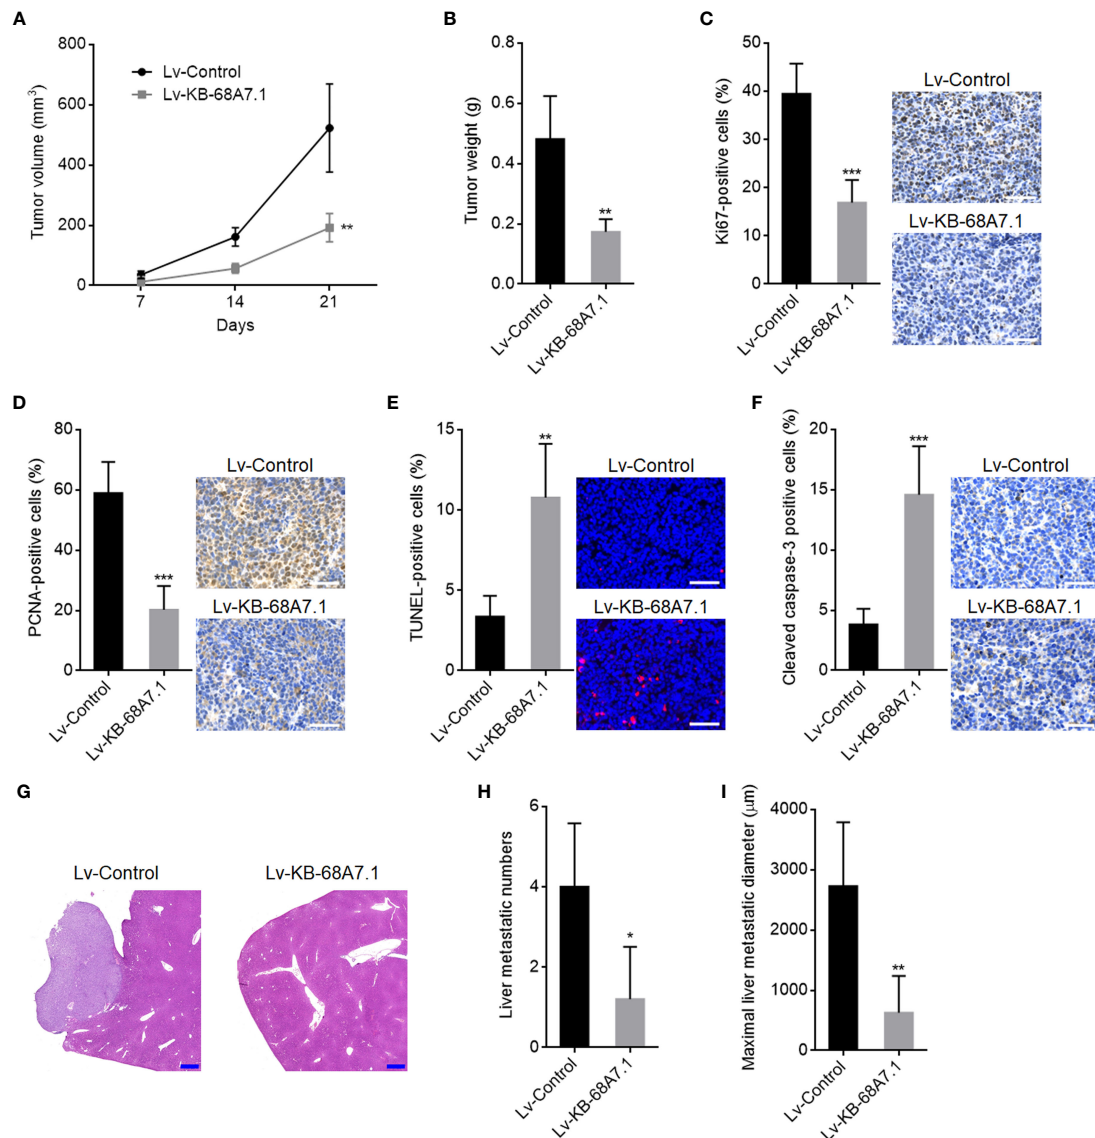 A
Tumor volume (mm³)
800
600
400
200
0
Lv-Control
Lv-KB-68A7.1
**
7 14 21
Days
B
Tumor weight (g)
0.8
0.6
0.4
0.2
0.0
**
Lv-Control
Lv-KB-68A7.1
C
Ki67-positive cells (%)
50
40
30
20
10
0
***
Lv-Control
Lv-KB-68A7.1
Lv-Control
Lv-KB-68A7.1
D
PCNA-positive cells (%)
80
60
40
20
0
***
Lv-Control
Lv-KB-68A7.1
Lv-Control
Lv-KB-68A7.1
E
TUNEL-positive cells (%)
15
10
5
0
**
Lv-Control
Lv-KB-68A7.1
Lv-Control
Lv-KB-68A7.1
F
Cleaved caspase-3 positive cells (%)
20
15
10
5
0
***
Lv-Control
Lv-KB-68A7.1
Lv-Control
Lv-KB-68A7.1
G
Lv-Control
Lv-KB-68A7.1
H
Liver metastatic numbers
6
4
2
0
*
Lv-Control
Lv-KB-68A7.1
I
Maximal liver metastatic diameter (μm)
4000
3000
2000
1000
0
**
Lv-Control
Lv-KB-68A7.1